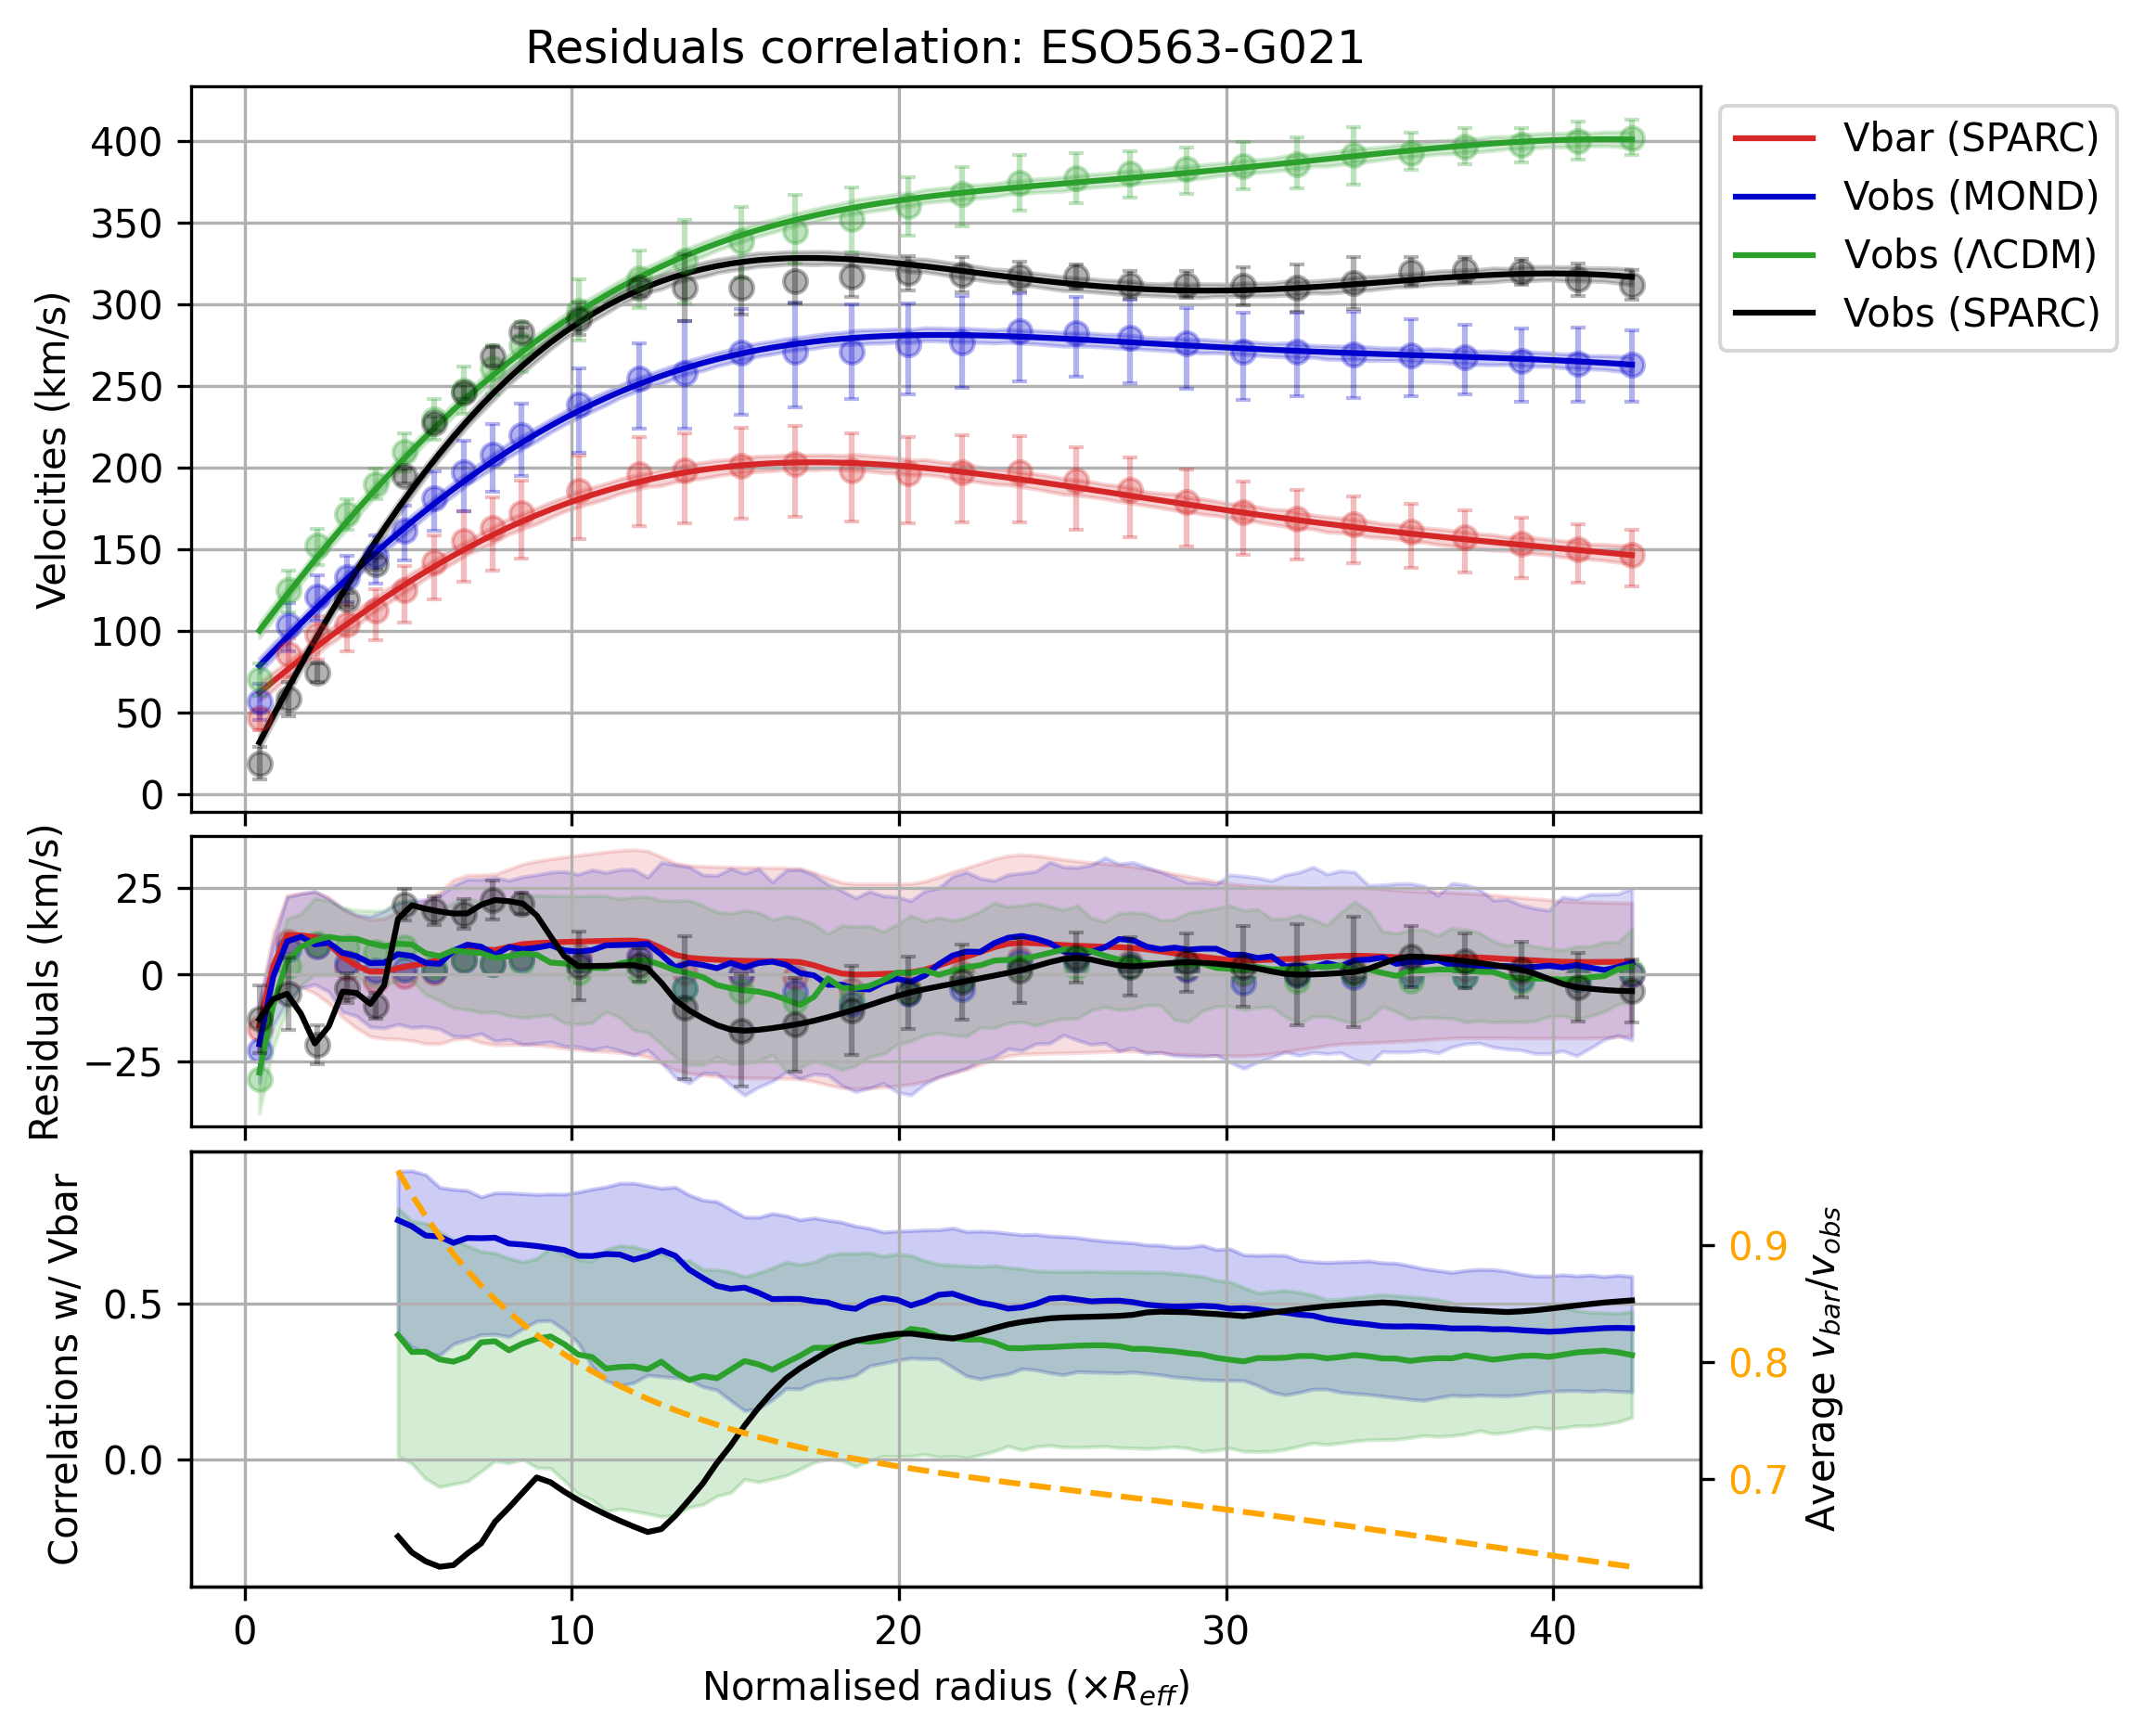 Residuals correlation: ESO563-G021
Velocities (km/s)
400
350
300
250
200
150
100
50
0
Vbar (SPARC)
Vobs (MOND)
Vobs (ΛCDM)
Vobs (SPARC)
Residuals (km/s)
25
0
−25
Correlations w/ Vbar
0.5
0.0
0.9
0.8
0.7
Average v_bar/v_obs
0
10
20
30
40
Normalised radius (×R_eff)